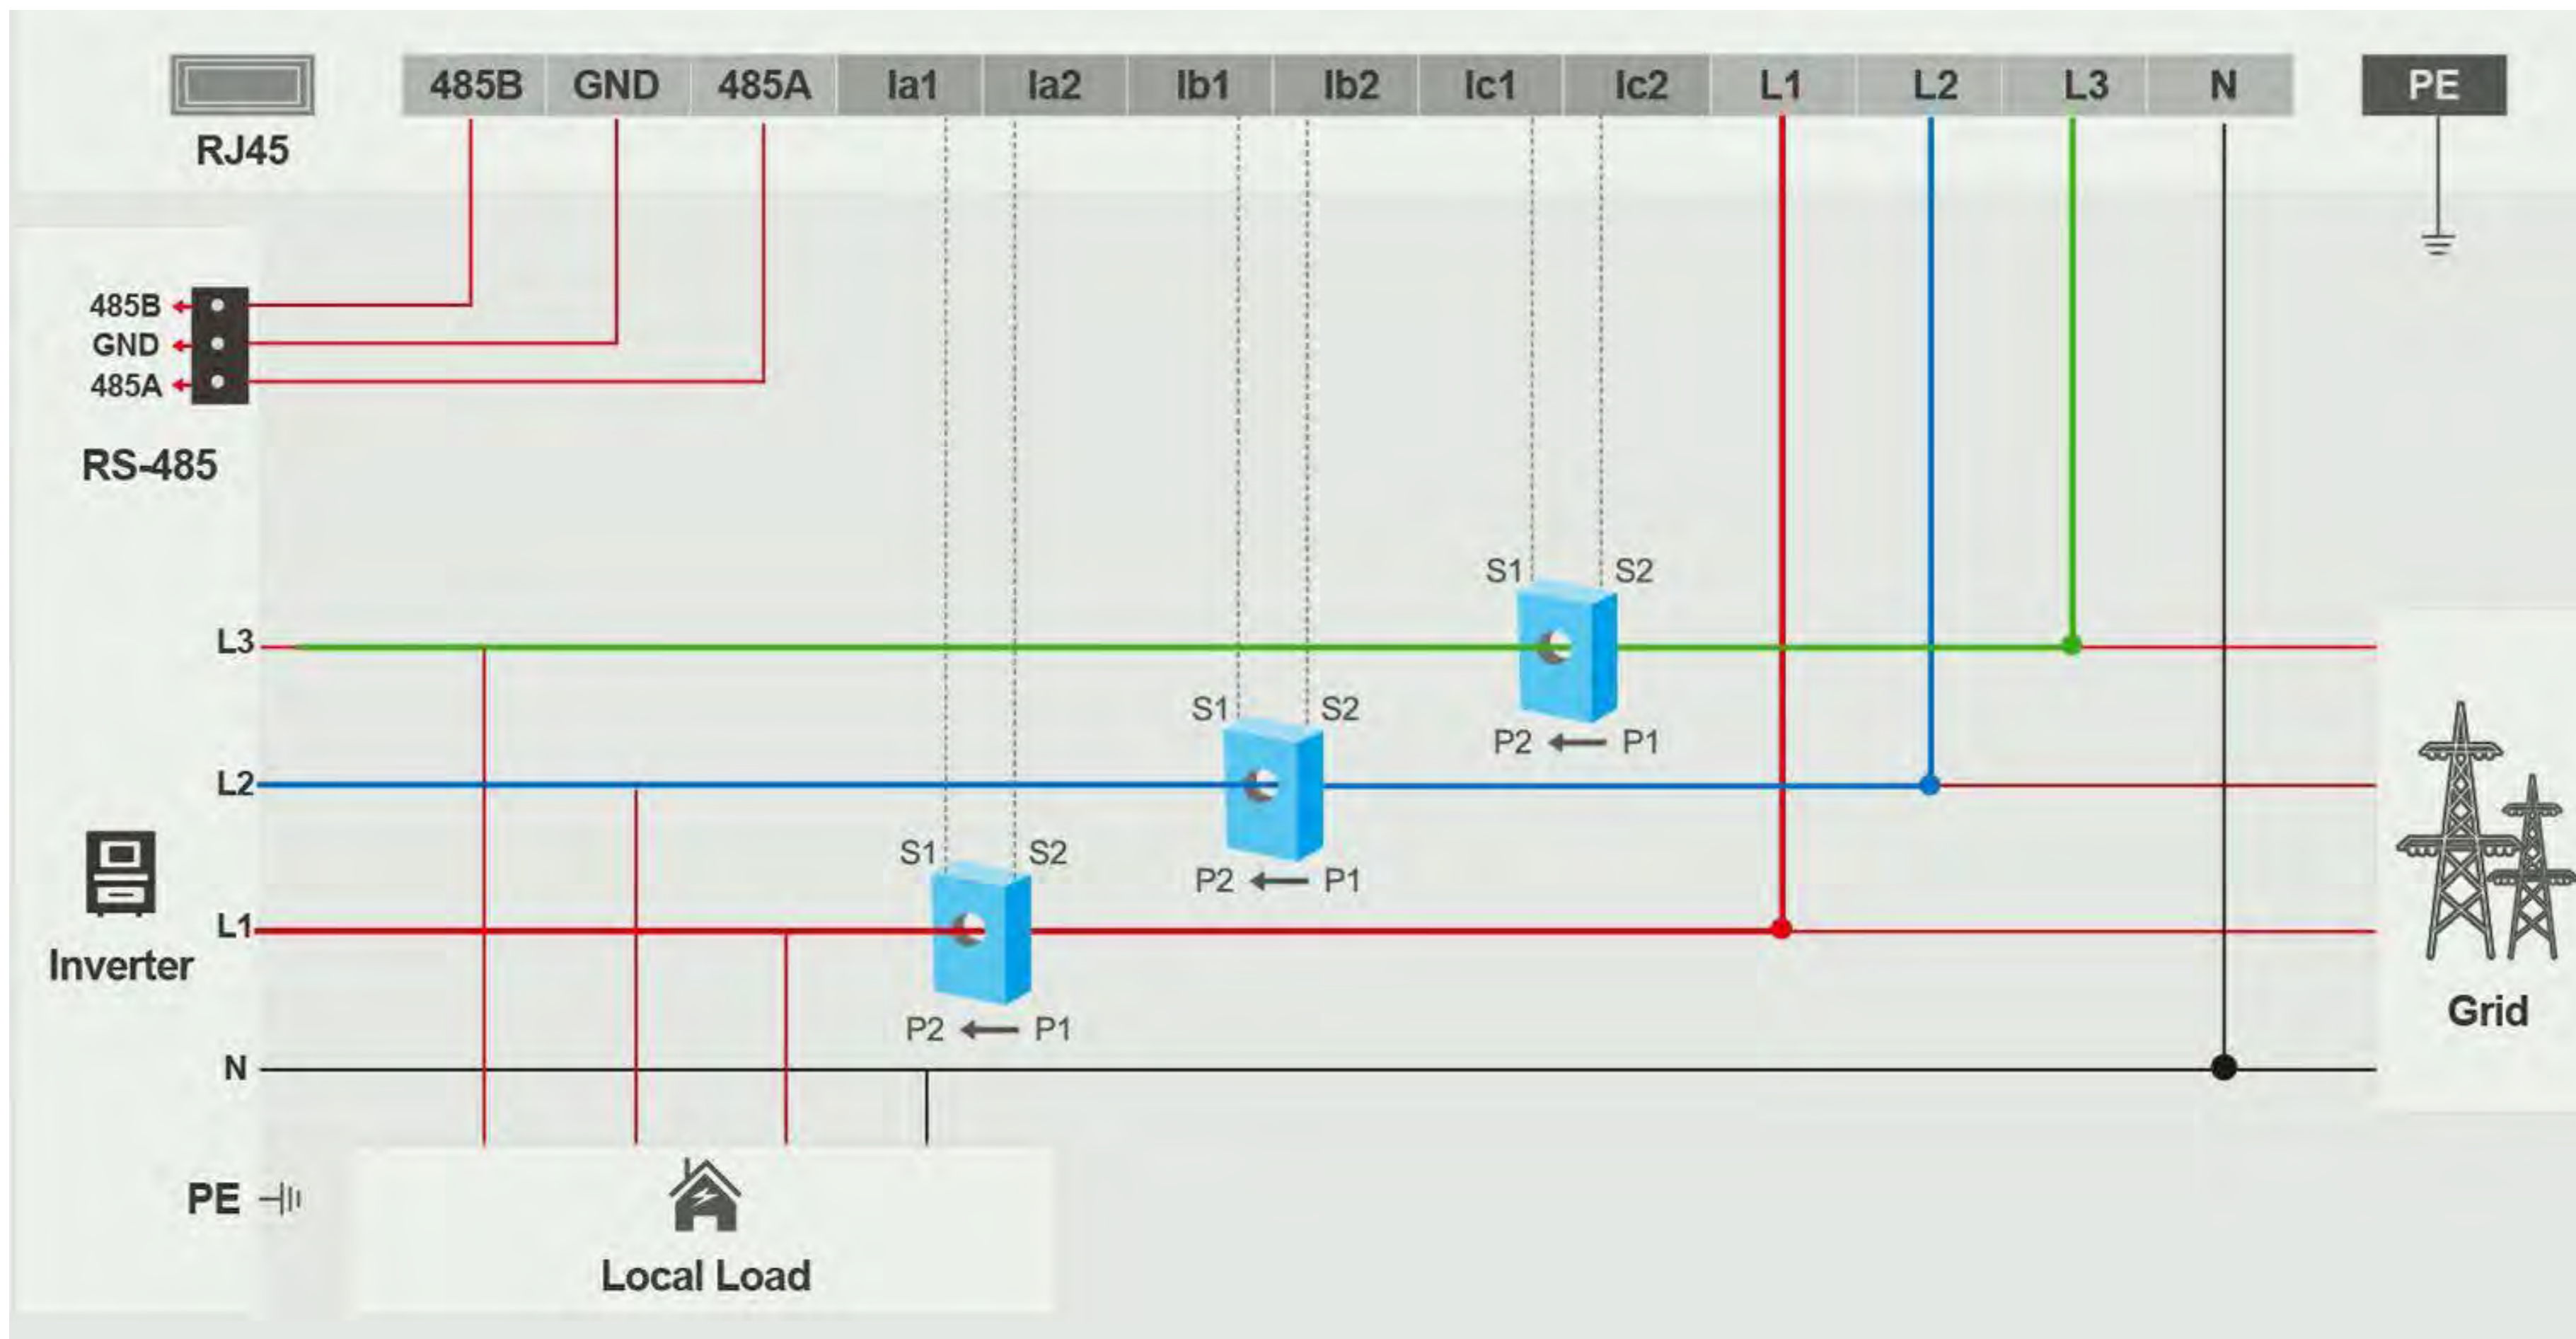 485B GND 485A Ia1 Ia2 Ib1 Ib2 Ic1 Ic2 L1 L2 L3 N PE
RJ45
485B
GND
485A
RS-485
S1 S2
L3
S1 S2
P2 P1
L2
S1 S2
P2 P1
L1
Inverter
Grid
P2 P1
N
PE
Local Load